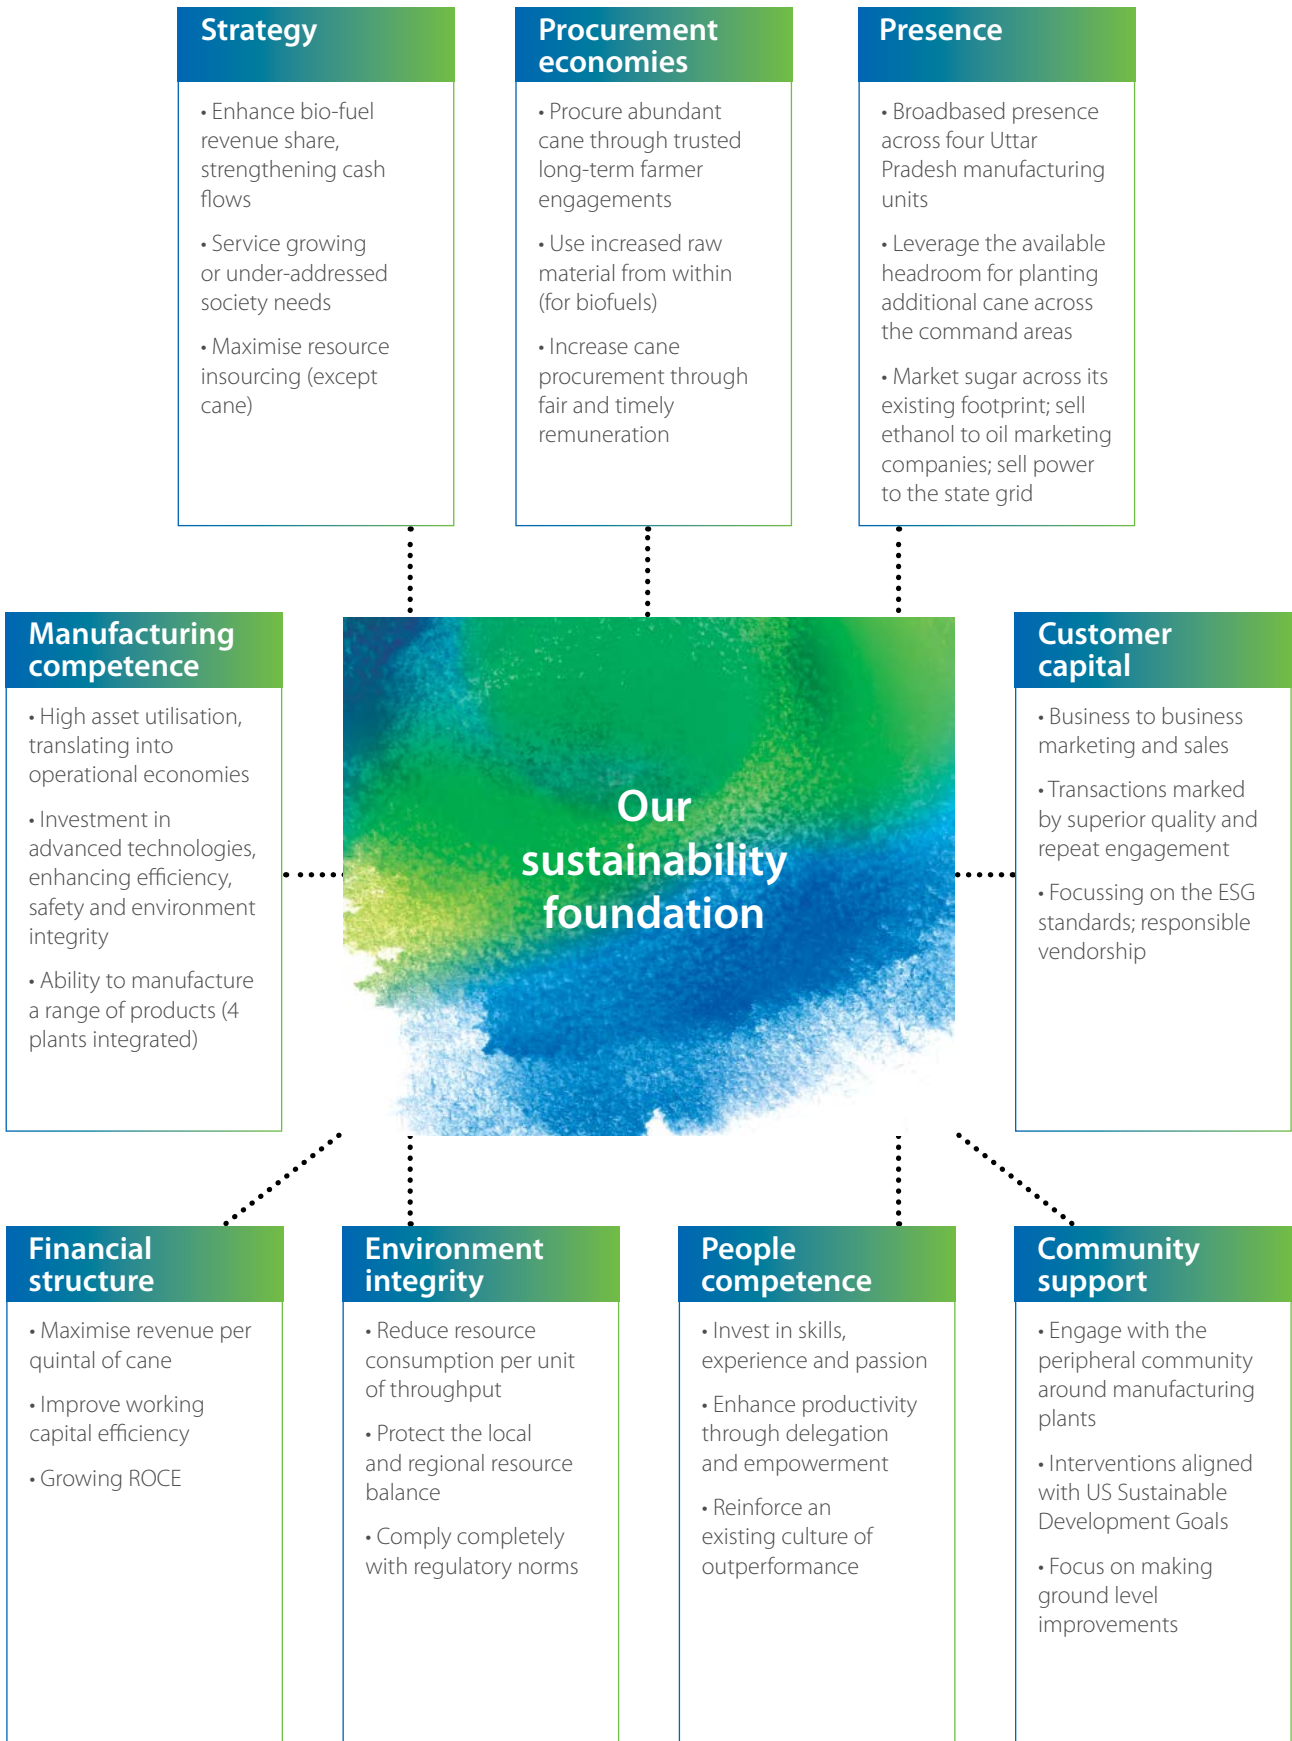 Strategy
• Enhance bio-fuel
revenue share,
strengthening cash
flows
• Service growing
or under-addressed
society needs
• Maximise resource
insourcing (except
cane)
Procurement
economies
• Procure abundant
cane through trusted
long-term farmer
engagements
• Use increased raw
material from within
(for biofuels)
• Increase cane
procurement through
fair and timely
remuneration
Presence
• Broadbased presence
across four Uttar
Pradesh manufacturing
units
• Leverage the available
headroom for planting
additional cane across
the command areas
• Market sugar across its
existing footprint; sell
ethanol to oil marketing
companies; sell power
to the state grid
Manufacturing
competence
• High asset utilisation,
translating into
operational economies
• Investment in
advanced technologies,
enhancing efficiency,
safety and environment
integrity
• Ability to manufacture
a range of products (4
plants integrated)
Our
sustainability
foundation
Customer
capital
• Business to business
marketing and sales
• Transactions marked
by superior quality and
repeat engagement
• Focussing on the ESG
standards; responsible
vendorship
Financial
structure
• Maximise revenue per
quintal of cane
• Improve working
capital efficiency
• Growing ROCE
Environment
integrity
• Reduce resource
consumption per unit
of throughput
• Protect the local
and regional resource
balance
• Comply completely
with regulatory norms
People
competence
• Invest in skills,
experience and passion
• Enhance productivity
through delegation
and empowerment
• Reinforce an
existing culture of
outperformance
Community
support
• Engage with the
peripheral community
around manufacturing
plants
• Interventions aligned
with US Sustainable
Development Goals
• Focus on making
ground level
improvements